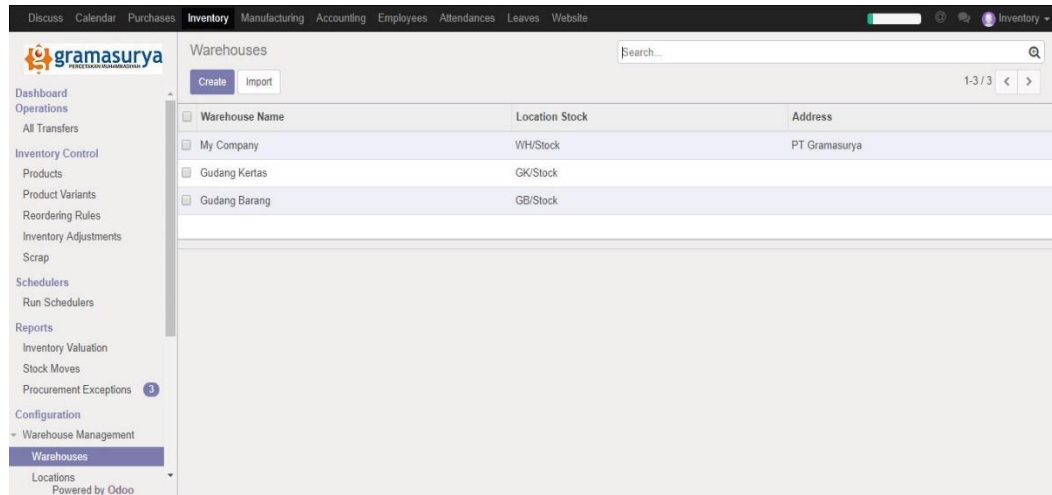 Discuss Calendar Purchases Inventory Manufacturing Accounting Employees Attendances Leaves Website Inventory
gramasurya
PERCETAKAN MUHAMMADIYAH
Warehouses
Search...
Create Import
1-3 / 3
Dashboard
Operations
All Transfers
Inventory Control
Products
Product Variants
Reordering Rules
Inventory Adjustments
Scrap
Schedulers
Run Schedulers
Reports
Inventory Valuation
Stock Moves
Procurement Exceptions 3
Configuration
Warehouse Management
Warehouses
Locations
Powered by Odoo
Warehouse Name Location Stock Address
My Company WH/Stock PT Gramasurya
Gudang Kertas GK/Stock
Gudang Barang GB/Stock